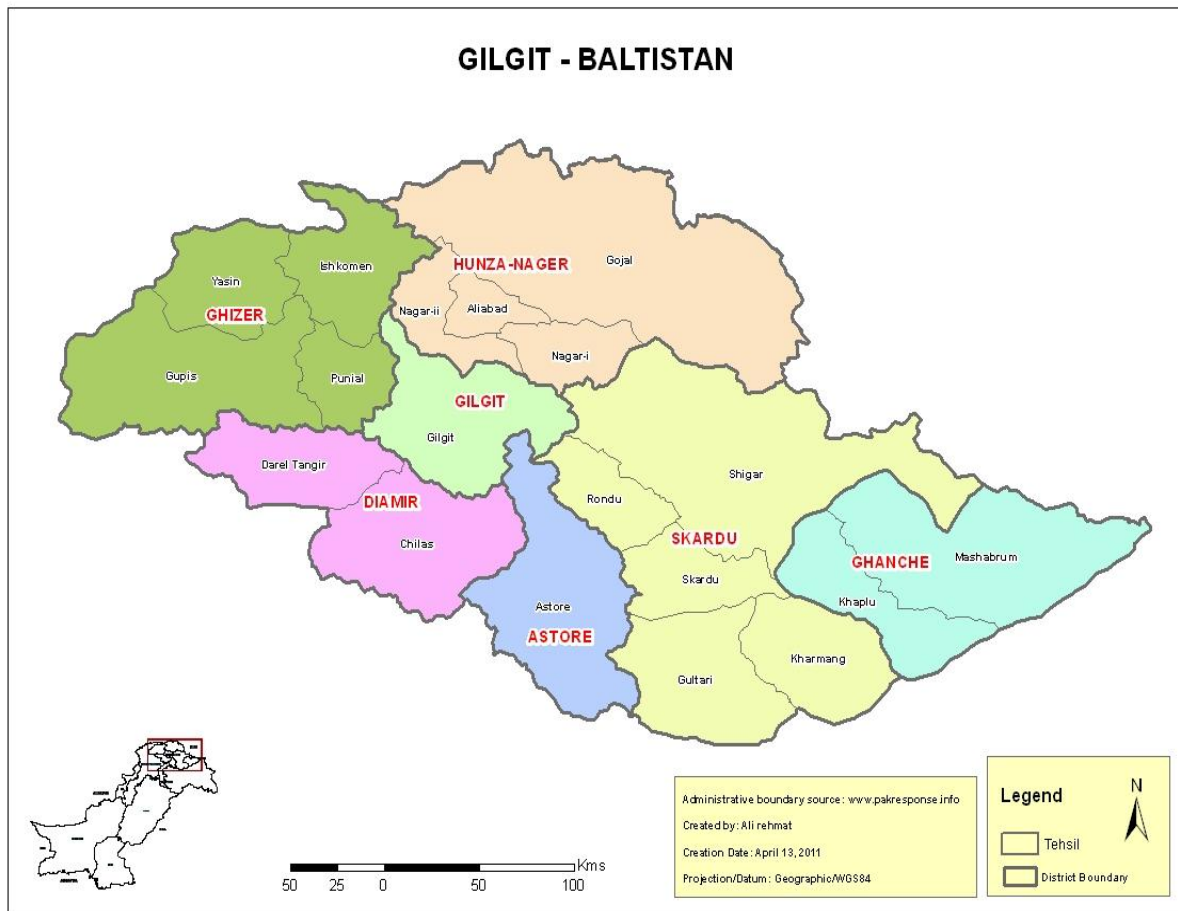 GILGIT - BALTISTAN
Ishkomen
Yasin
HUNZA-NAGER
Gojal
Nagar-ii
Aliabad
GHIZER
Nagar-i
Gupis
Punial
GILGIT
Gilgit
Darel Tangir
Shigar
DIAMIR
Rondu
Chilas
SKARDU
GHANCHE
Mashabrum
Skardu
Khaplu
Astore
ASTORE
Kharmang
Gultari
Administrative boundary source: www.pakresponse.info
Created by: Ali rehmat
Creation Date: April 13, 2011
Projection/Datum: Geographic/WGS84
Legend
N
Tehsil
District Boundary
Kms
50 25 0 50 100